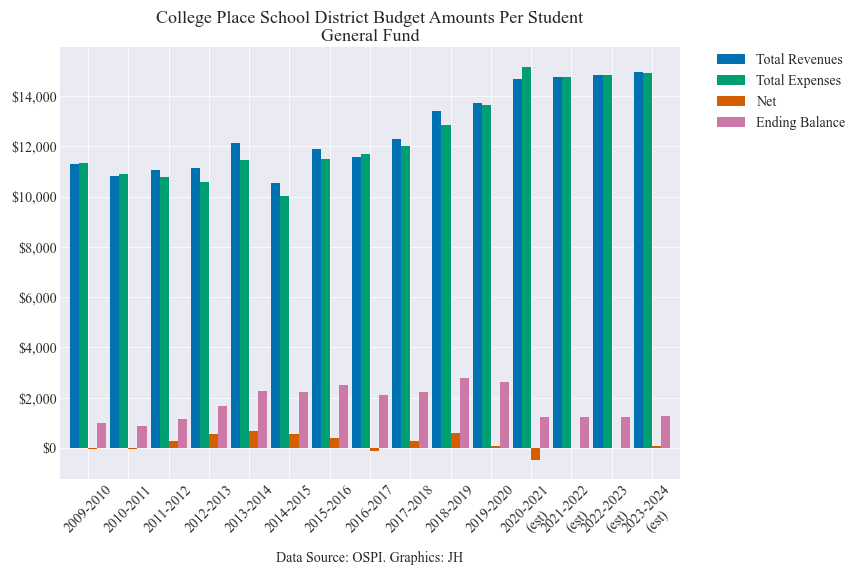 College Place School District Budget Amounts Per Student
General Fund
Total Revenues
Total Expenses
Net
Ending Balance
$14,000
$12,000
$10,000
$8,000
$6,000
$4,000
$2,000
$0
2009-2010
2010-2011
2011-2012
2012-2013
2013-2014
2014-2015
2015-2016
2016-2017
2017-2018
2018-2019
2019-2020
2020-2021
(est)
2021-2022
(est)
2022-2023
(est)
2023-2024
(est)
Data Source: OSPI. Graphics: JH